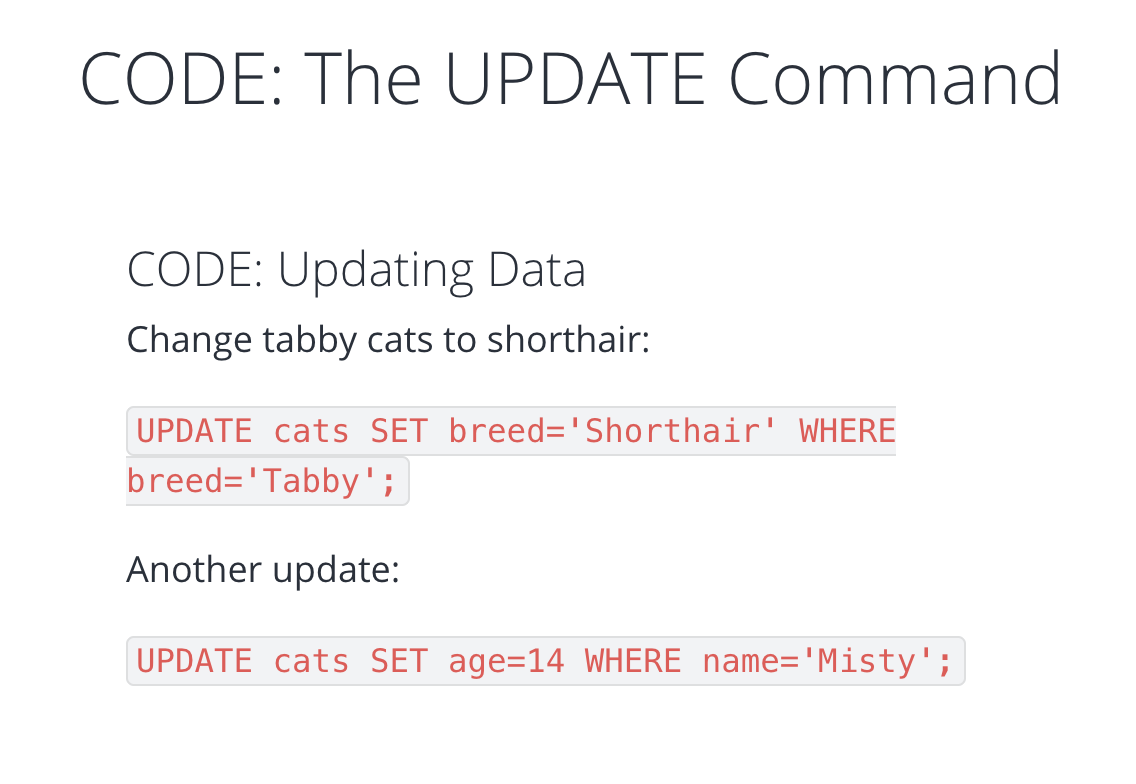 CODE: The UPDATE Command
CODE: Updating Data
Change tabby cats to shorthair:
UPDATE cats SET breed='Shorthair' WHERE
breed='Tabby';
Another update:
UPDATE cats SET age=14 WHERE name='Misty';